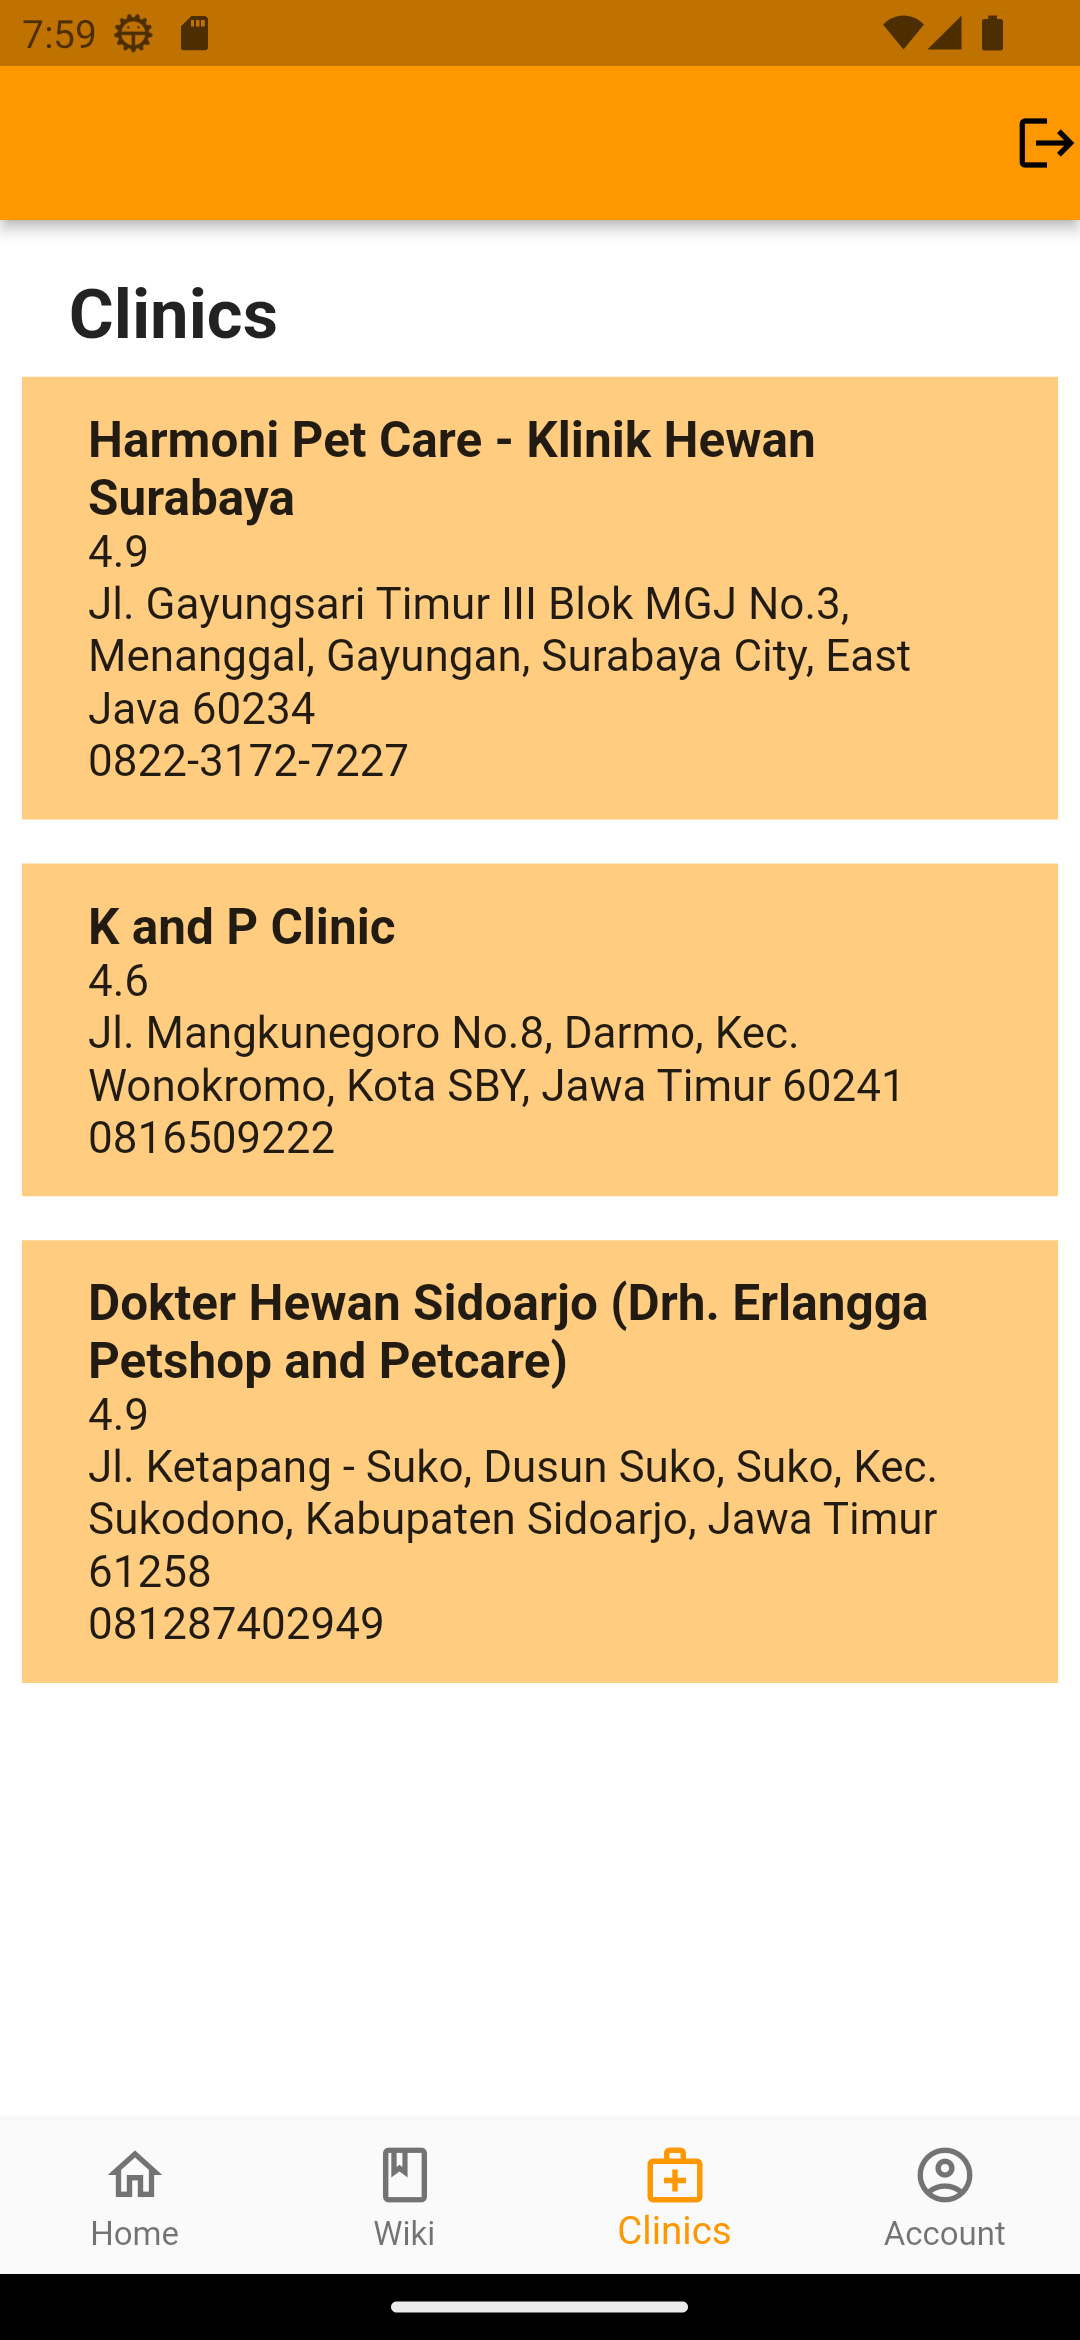 7:59
Clinics
Harmoni Pet Care - Klinik Hewan
Surabaya
4.9
Jl. Gayungsari Timur III Blok MGJ No.3,
Menanggal, Gayungan, Surabaya City, East
Java 60234
0822-3172-7227
K and P Clinic
4.6
Jl. Mangkunegoro No.8, Darmo, Kec.
Wonokromo, Kota SBY, Jawa Timur 60241
0816509222
Dokter Hewan Sidoarjo (Drh. Erlangga
Petshop and Petcare)
4.9
Jl. Ketapang - Suko, Dusun Suko, Suko, Kec.
Sukodono, Kabupaten Sidoarjo, Jawa Timur
61258
081287402949
Home
Wiki
Clinics
Account